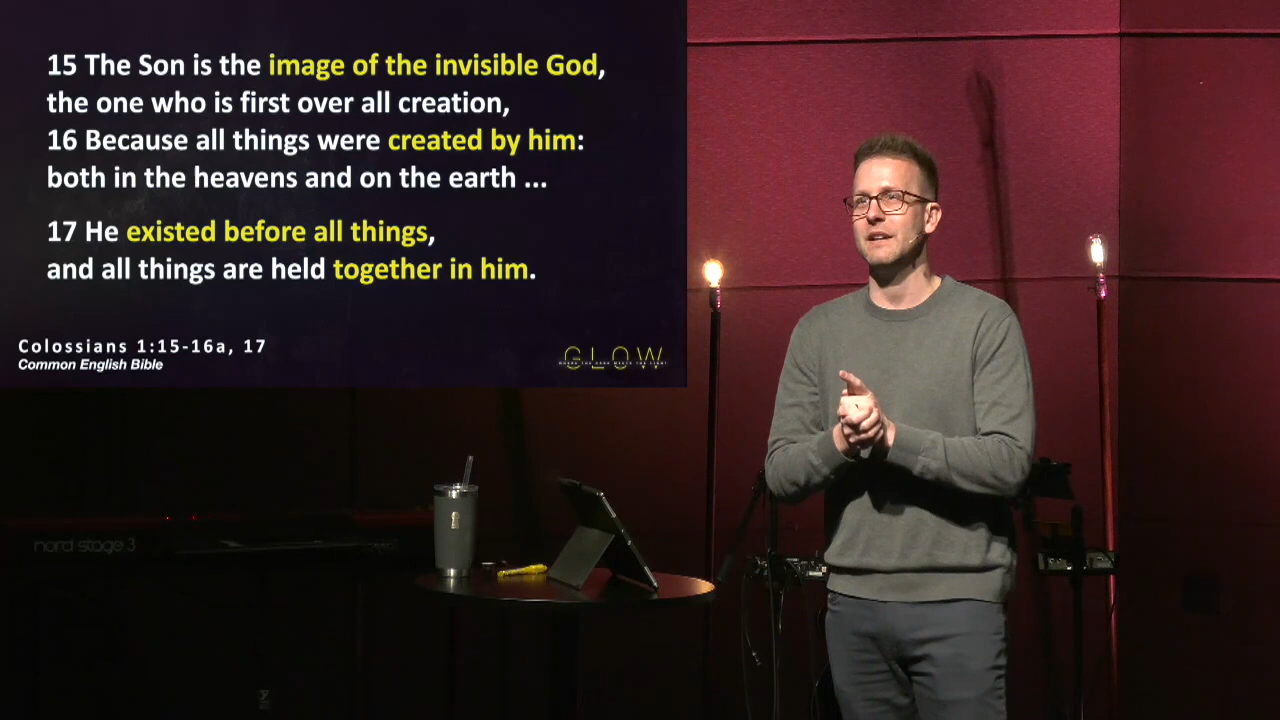 15 The Son is the image of the invisible God,
the one who is first over all creation,
16 Because all things were created by him:
both in the heavens and on the earth ...
17 He existed before all things,
and all things are held together in him.
Colossians 1:15-16a, 17
Common English Bible
GLOW
nord stage 3